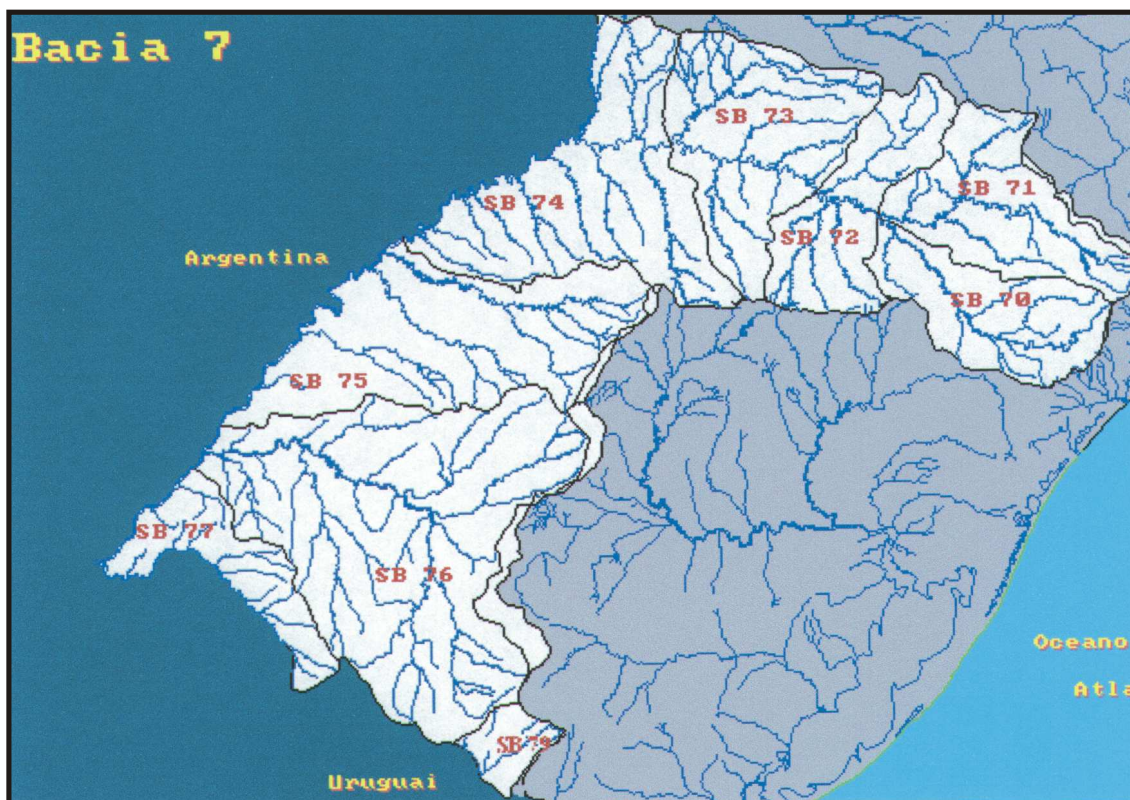 Bacia 7
SB 73
SB 71
SB 74
SB 72
Argentina
SB 70
SB 75
SB 77
SB 76
Oceano
Atla
SB 79
Uruguai